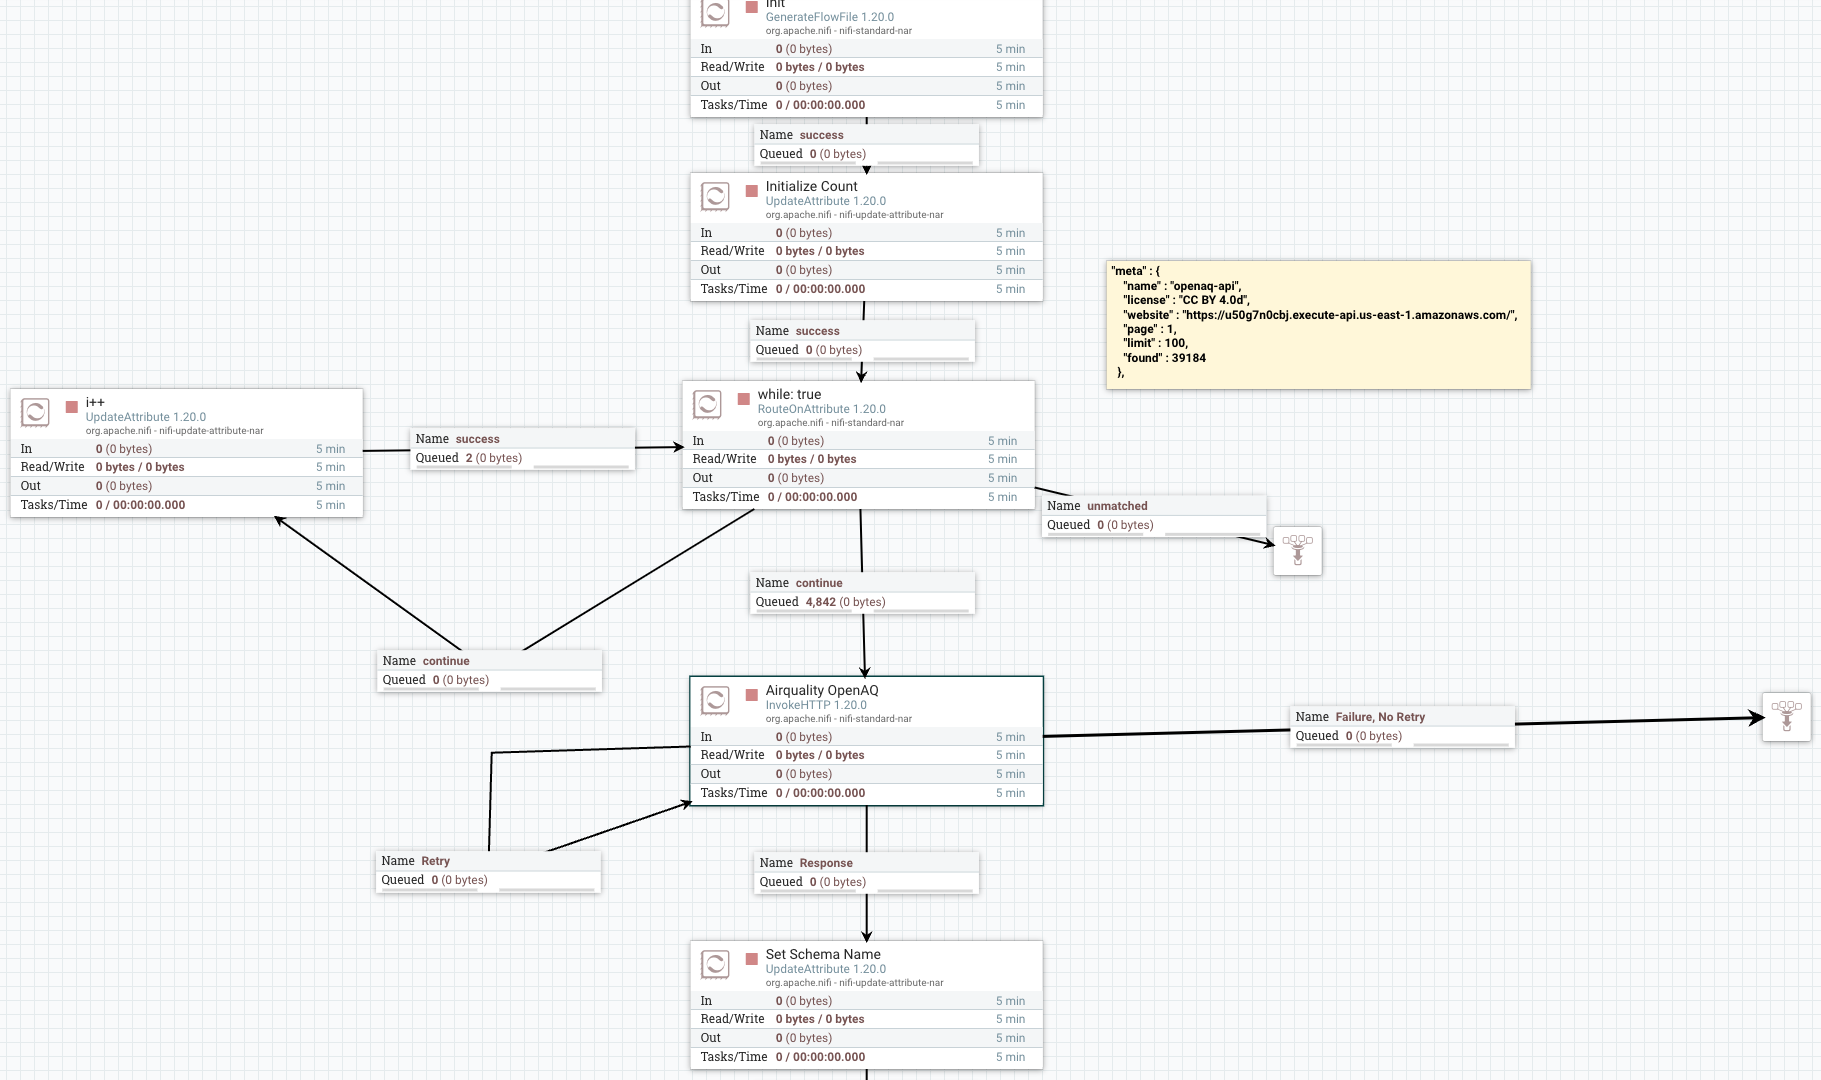 Init
GenerateFlowFile 1.20.0
org.apache.nifi - nifi-standard-nar
In 0 (0 bytes) 5 min
Read/Write 0 bytes / 0 bytes 5 min
Out 0 (0 bytes) 5 min
Tasks/Time 0 / 00:00:00.000 5 min
Name success
Queued 0 (0 bytes)
Initialize Count
UpdateAttribute 1.20.0
org.apache.nifi - nifi-update-attribute-nar
In 0 (0 bytes) 5 min
Read/Write 0 bytes / 0 bytes 5 min
Out 0 (0 bytes) 5 min
Tasks/Time 0 / 00:00:00.000 5 min
"meta" : {
"name" : "openaq-api",
"license" : "CC BY 4.0d",
"website" : "https://u50g7n0cbj.execute-api.us-east-1.amazonaws.com/",
"page" : 1,
"limit" : 100,
"found" : 39184
},
Name success
Queued 0 (0 bytes)
i++
UpdateAttribute 1.20.0
org.apache.nifi - nifi-update-attribute-nar
In 0 (0 bytes) 5 min
Read/Write 0 bytes / 0 bytes 5 min
Out 0 (0 bytes) 5 min
Tasks/Time 0 / 00:00:00.000 5 min
Name success
Queued 2 (0 bytes)
while: true
RouteOnAttribute 1.20.0
org.apache.nifi - nifi-standard-nar
In 0 (0 bytes) 5 min
Read/Write 0 bytes / 0 bytes 5 min
Out 0 (0 bytes) 5 min
Tasks/Time 0 / 00:00:00.000 5 min
Name unmatched
Queued 0 (0 bytes)
Name continue
Queued 4,842 (0 bytes)
Name continue
Queued 0 (0 bytes)
Airquality OpenAQ
InvokeHTTP 1.20.0
org.apache.nifi - nifi-standard-nar
In 0 (0 bytes) 5 min
Read/Write 0 bytes / 0 bytes 5 min
Out 0 (0 bytes) 5 min
Tasks/Time 0 / 00:00:00.000 5 min
Name Failure, No Retry
Queued 0 (0 bytes)
Name Retry
Queued 0 (0 bytes)
Name Response
Queued 0 (0 bytes)
Set Schema Name
UpdateAttribute 1.20.0
org.apache.nifi - nifi-update-attribute-nar
In 0 (0 bytes) 5 min
Read/Write 0 bytes / 0 bytes 5 min
Out 0 (0 bytes) 5 min
Tasks/Time 0 / 00:00:00.000 5 min